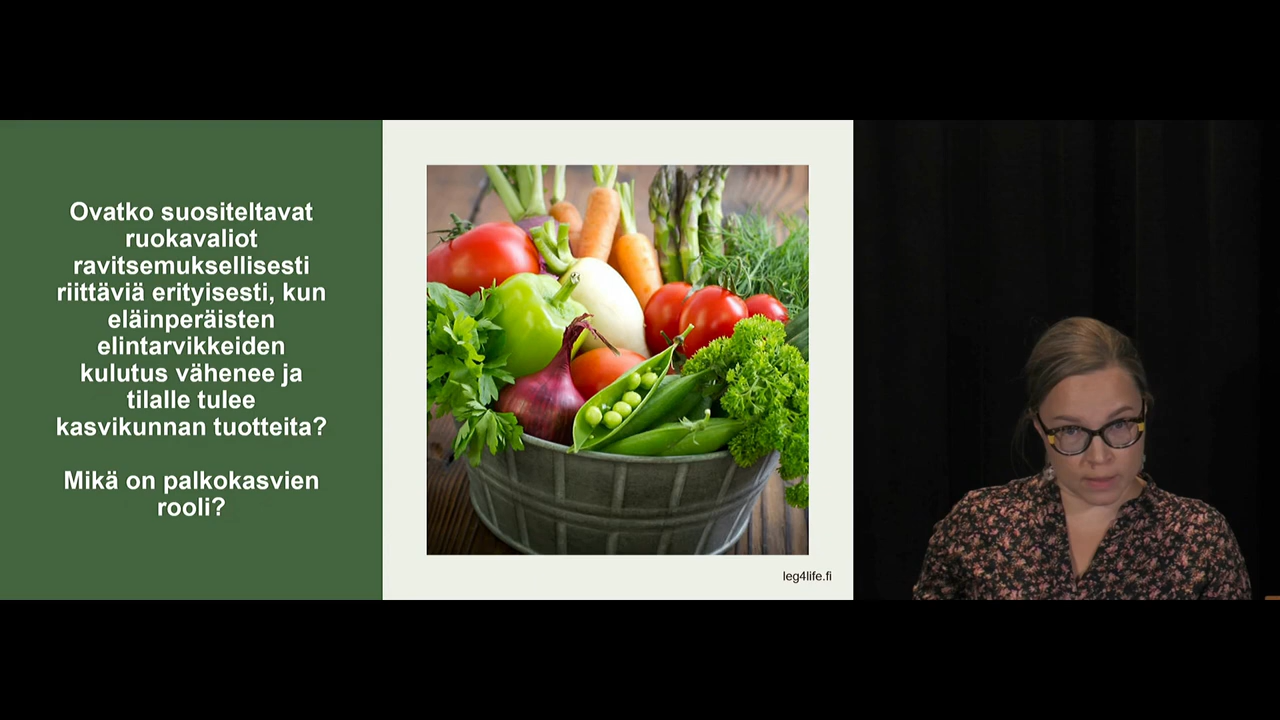 Ovatko suositeltavat
ruokavaliot
ravitsemuksellisesti
riittäviä erityisesti, kun
eläinperäisten
elintarvikkeiden
kulutus vähenee ja
tilalle tulee
kasvikunnan tuotteita?
Mikä on palkokasvien
rooli?
leg4life.fi